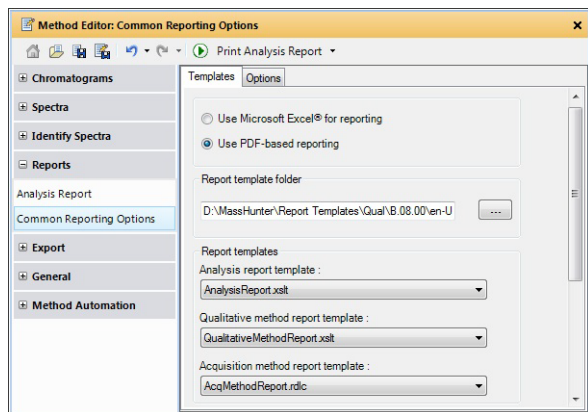 Method Editor: Common Reporting Options
Print Analysis Report
Chromatograms
Spectra
Identify Spectra
Reports
Analysis Report
Common Reporting Options
Export
General
Method Automation
Templates Options
Use Microsoft Excel® for reporting
Use PDF-based reporting
Report template folder
D:\MassHunter\Report Templates\Qual\B.08.00\en-U
...
Report templates
Analysis report template :
AnalysisReport.xslt
Qualitative method report template :
QualitativeMethodReport.xslt
Acquisition method report template :
AcqMethodReport.rdlc